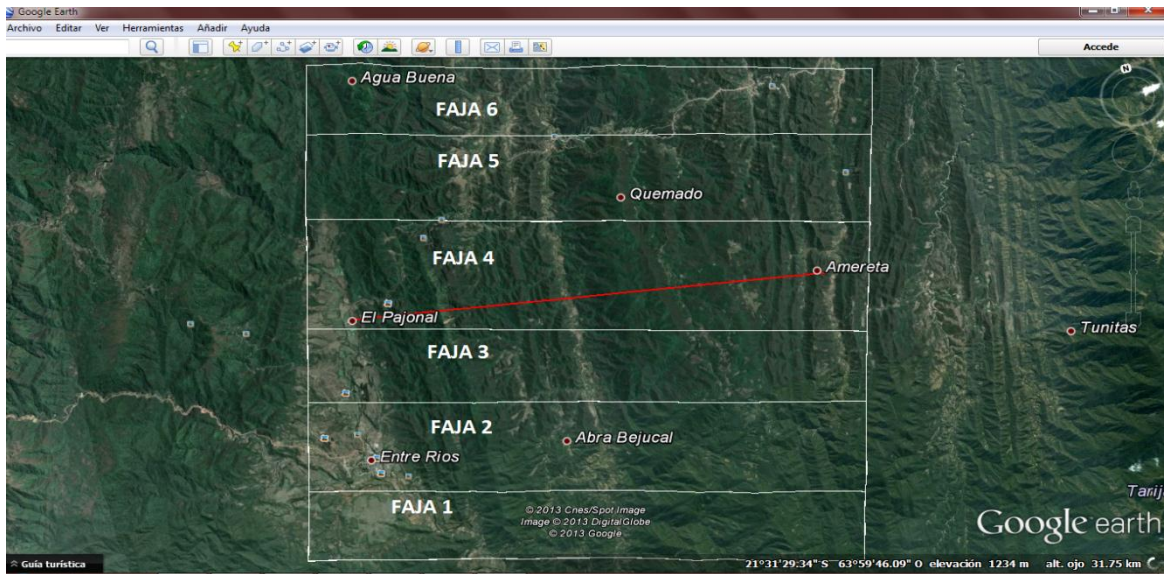 Google Earth
Archivo Editar Ver Herramientas Añadir Ayuda
Accede
N
Agua Buena
FAJA 6
FAJA 5
Quemado
FAJA 4
Amereta
El Pajonal
Tunitas
FAJA 3
FAJA 2
Abra Bejucal
Entre Rios
FAJA 1
Tarij
© 2013 Cnes/Spot Image
Image © 2013 DigitalGlobe
© 2013 Google
Google earth
Guía turística
21°31'29.34" S 63°59'46.09" O elevación 1234 m alt. ojo 31.75 km